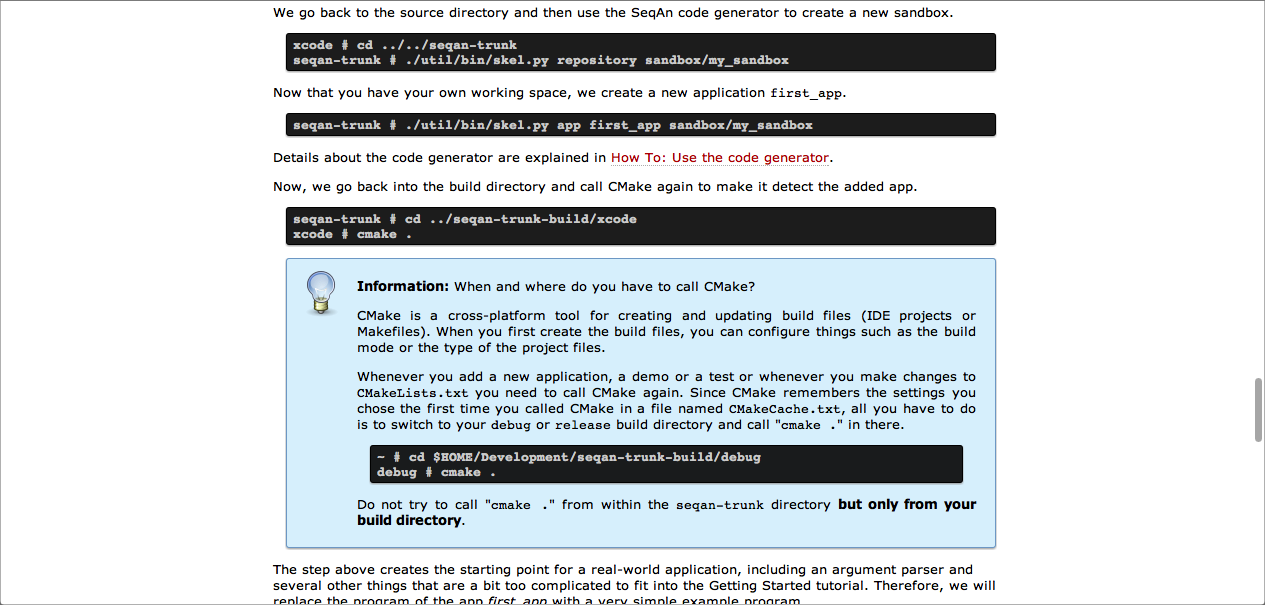 We go back to the source directory and then use the SeqAn code generator to create a new sandbox.
xcode # cd ../../seqan-trunk
seqan-trunk # ./util/bin/skel.py repository sandbox/my_sandbox
Now that you have your own working space, we create a new application first_app.
seqan-trunk # ./util/bin/skel.py app first_app sandbox/my_sandbox
Details about the code generator are explained in How To: Use the code generator.
Now, we go back into the build directory and call CMake again to make it detect the added app.
seqan-trunk # cd ../seqan-trunk-build/xcode
xcode # cmake .
Information: When and where do you have to call CMake?
CMake is a cross-platform tool for creating and updating build files (IDE projects or
Makefiles). When you first create the build files, you can configure things such as the build
mode or the type of the project files.
Whenever you add a new application, a demo or a test or whenever you make changes to
CMakeLists.txt you need to call CMake again. Since CMake remembers the settings you
chose the first time you called CMake in a file named CMakeCache.txt, all you have to do
is to switch to your debug or release build directory and call "cmake ." in there.
~ # cd $HOME/Development/seqan-trunk-build/debug
debug # cmake .
Do not try to call "cmake ." from within the seqan-trunk directory but only from your
build directory.
The step above creates the starting point for a real-world application, including an argument parser and
several other things that are a bit too complicated to fit into the Getting Started tutorial. Therefore, we will
replace the program of the app first_app with a very simple example program.